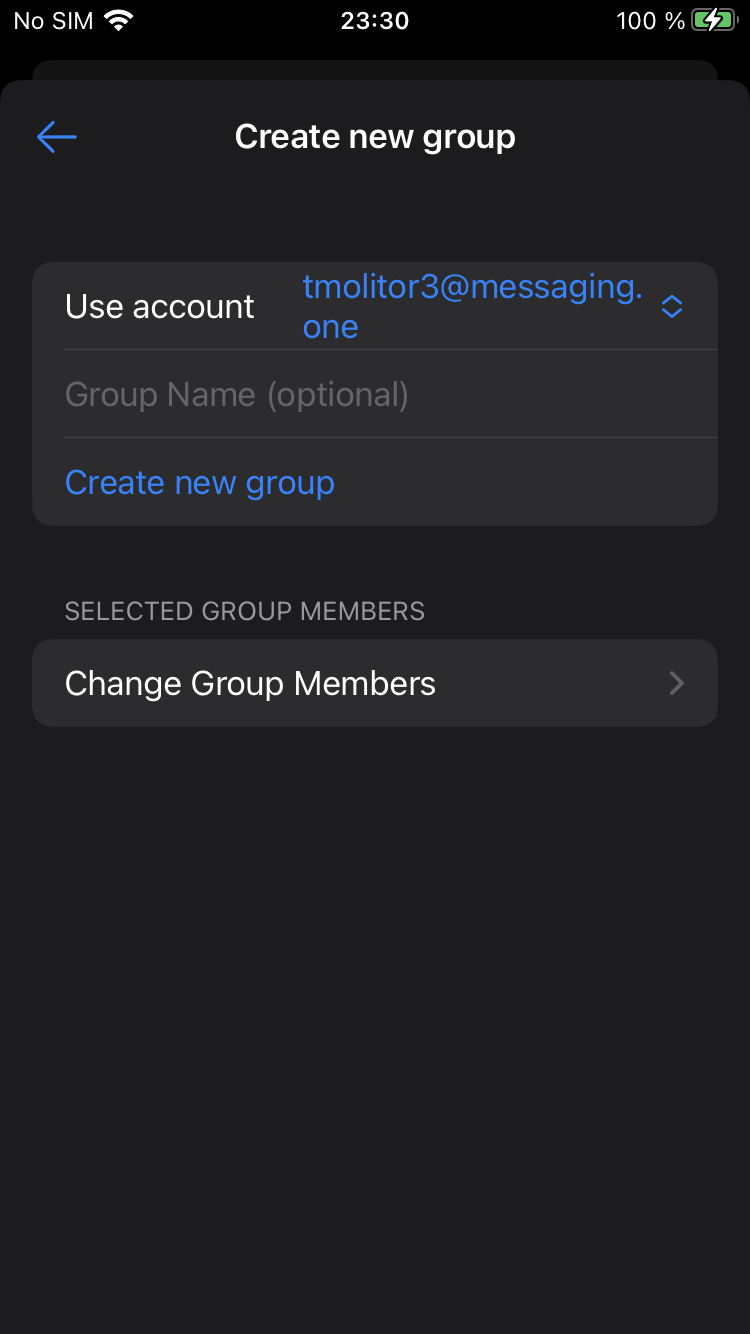 No SIM 23:30 100 %
Create new group
Use account
tmolitor3@messaging.
one
Group Name (optional)
Create new group
SELECTED GROUP MEMBERS
Change Group Members